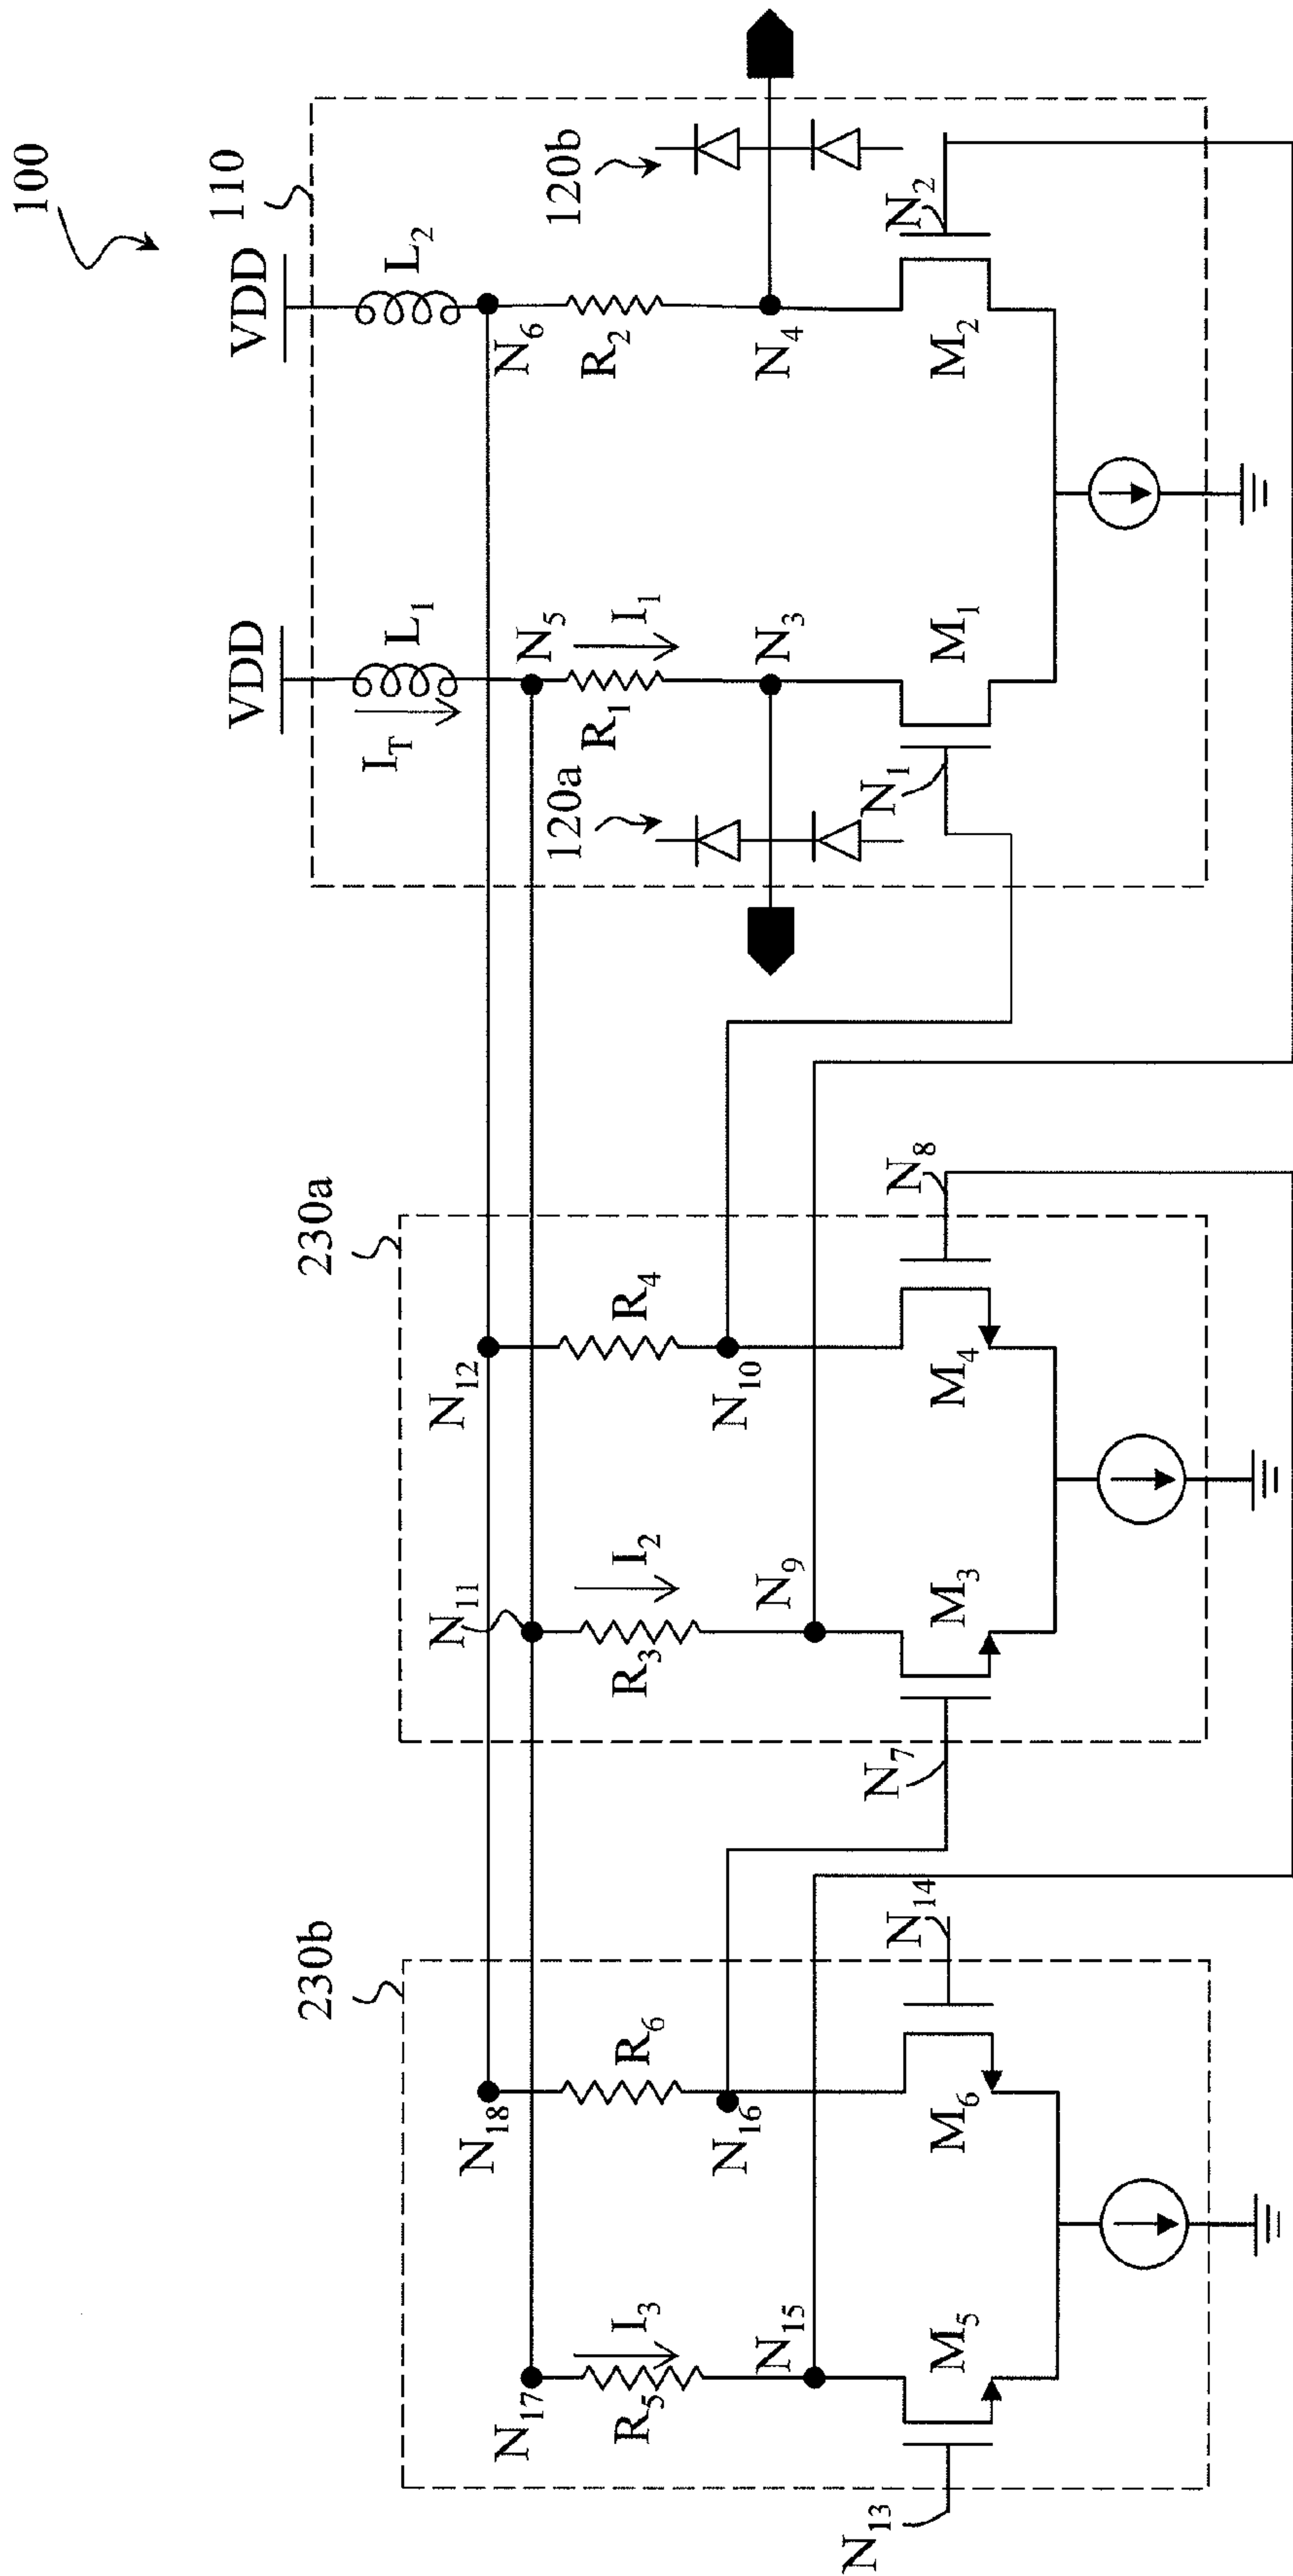 100
110
VDD
VDD
L2
L1
IT
N6
N5
R2
R1
I1
120b
120a
N4
N3
N2
N1
M2
M1
230a
N12
N11
R4
R3
I2
N10
N9
N8
N7
M4
M3
230b
N18
N17
R6
R5
I3
N16
N15
N14
N13
M6
M5